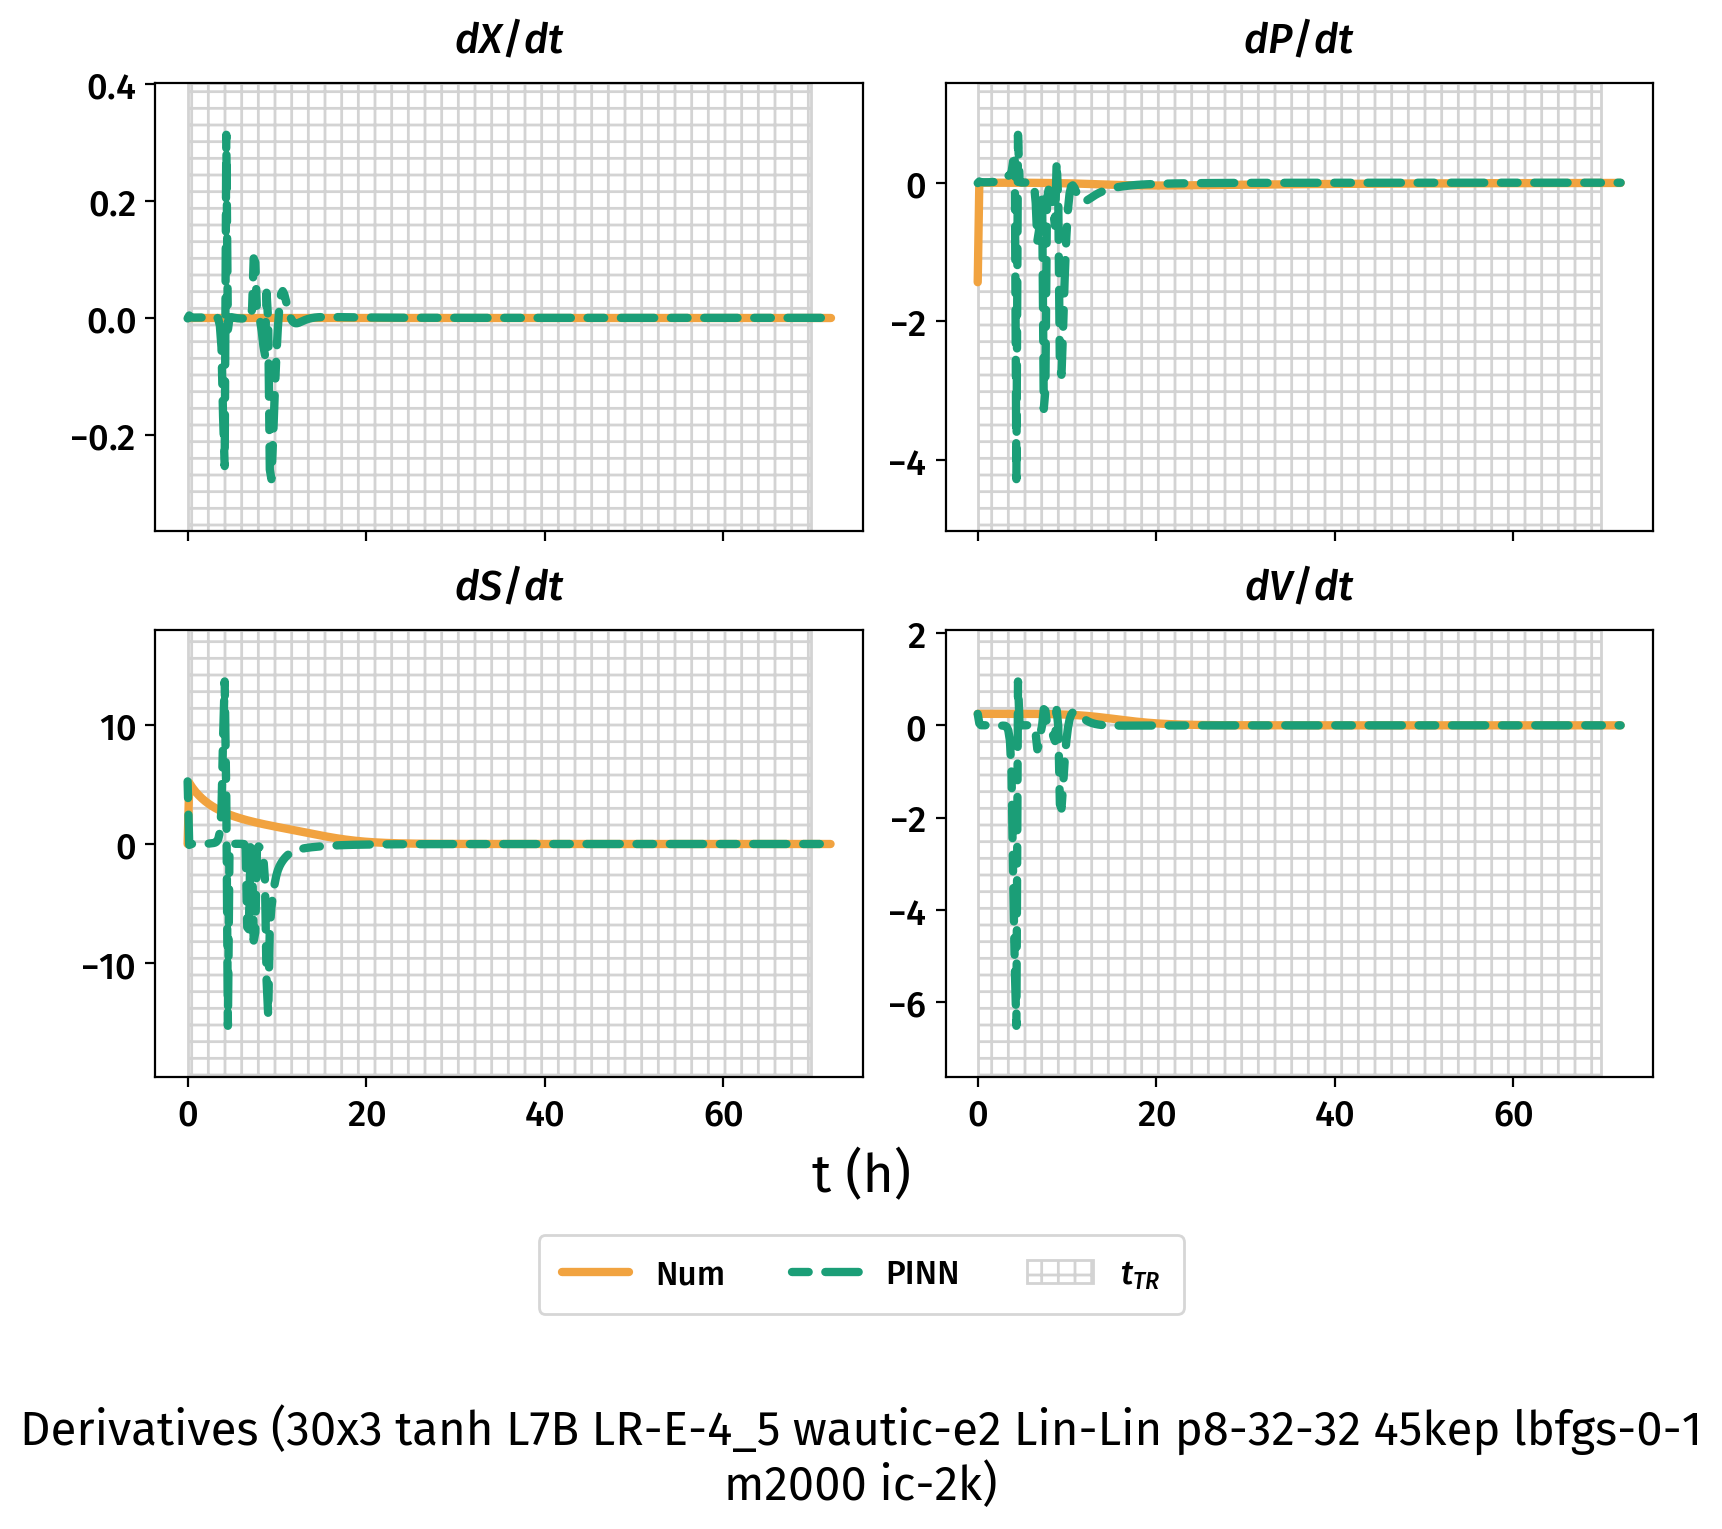 dX/dt
dP/dt
0.4
0.2
0.0
−0.2
0
−2
−4
dS/dt
dV/dt
10
0
−10
2
0
−2
−4
−6
0 20 40 60
0 20 40 60
t (h)
Num PINN tTR
Derivatives (30x3 tanh L7B LR-E-4_5 wautic-e2 Lin-Lin p8-32-32 45kep lbfgs-0-1
m2000 ic-2k)